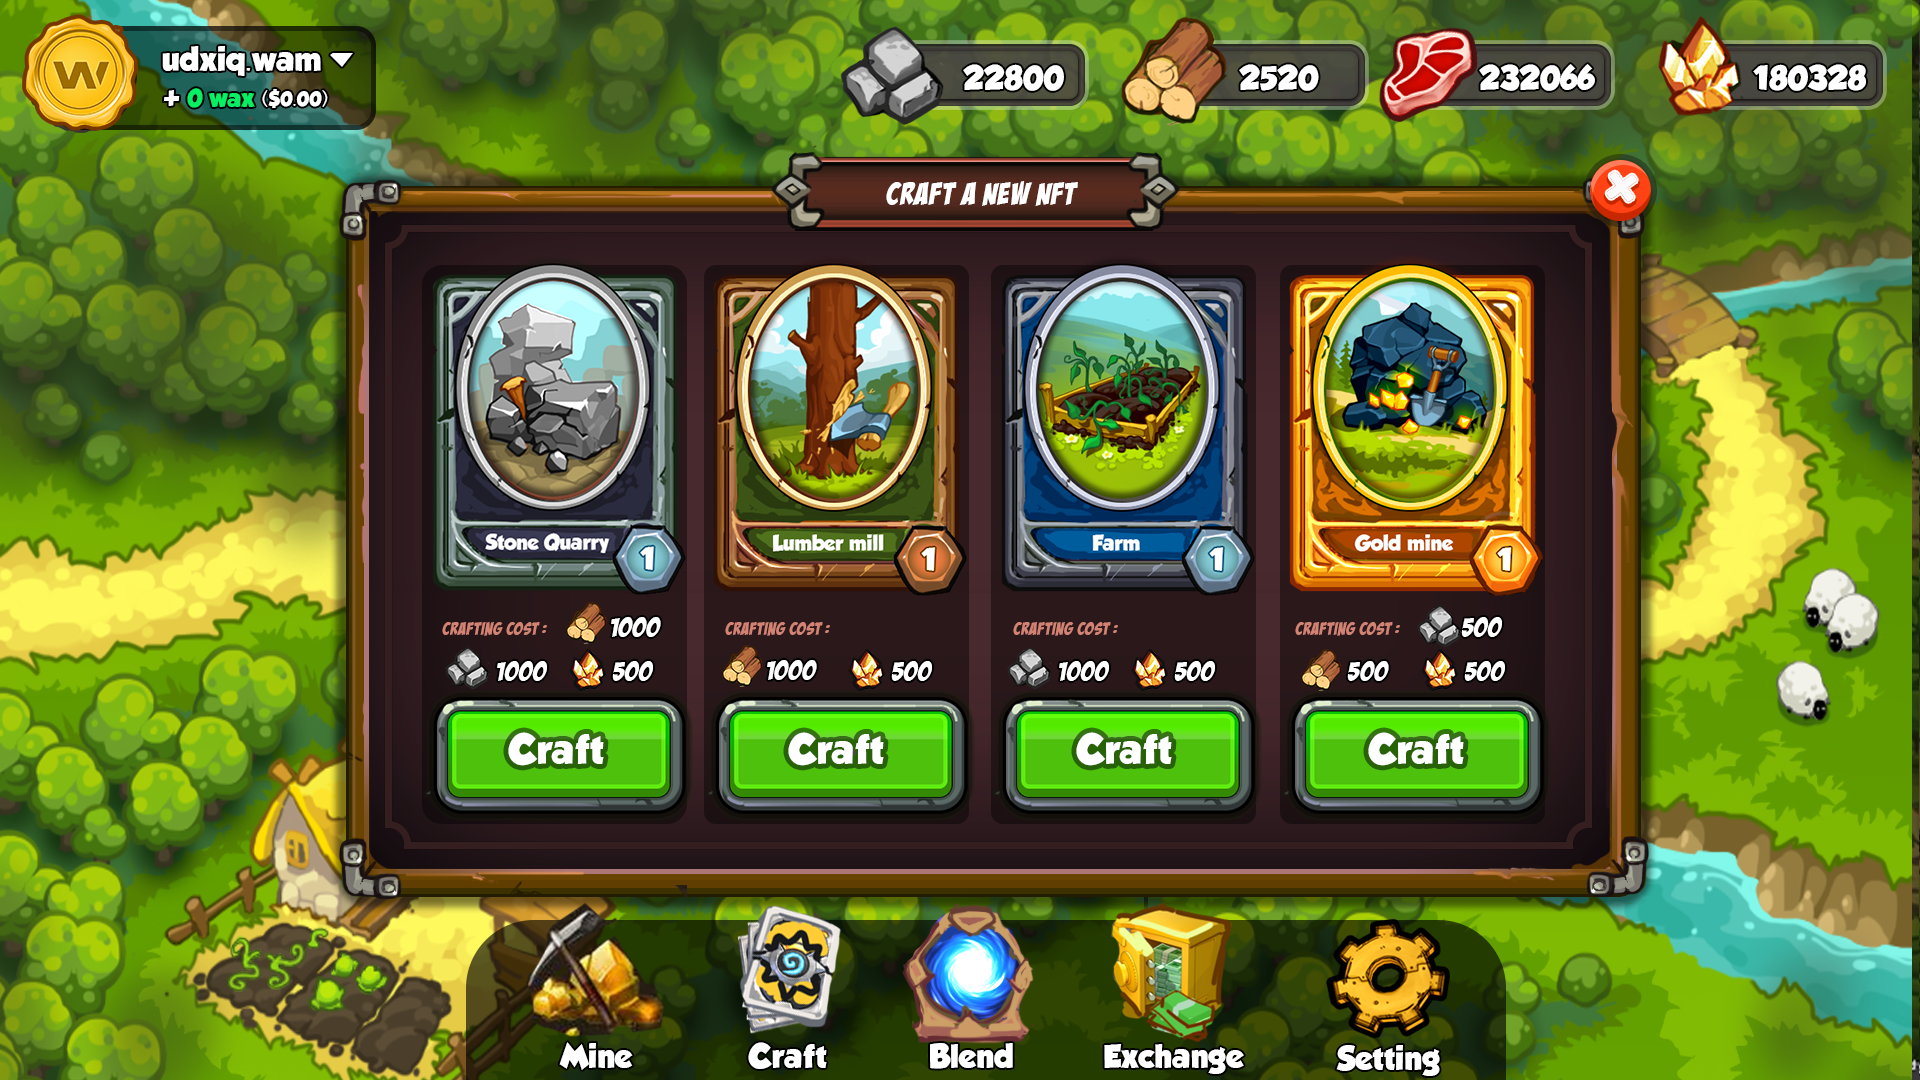 udxiq.wam
+ 0 wax ($0.00)
22800
2520
232066
180328
CRAFT A NEW NFT
Stone Quarry
1
Lumber mill
1
Farm
1
Gold mine
1
CRAFTING COST :
1000
1000
500
CRAFTING COST :
1000
500
CRAFTING COST :
1000
500
CRAFTING COST :
500
500
500
Craft
Craft
Craft
Craft
Mine
Craft
Blend
Exchange
Setting